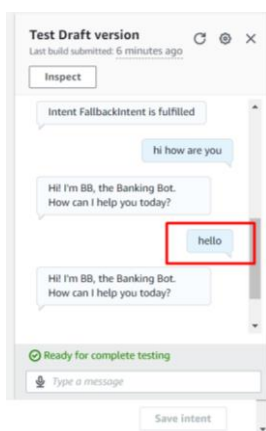 Test Draft version
Last build submitted: 6 minutes ago
Inspect
Intent FallbackIntent is fulfilled
hi how are you
Hi! I'm BB, the Banking Bot.
How can I help you today?
hello
Hi! I'm BB, the Banking Bot.
How can I help you today?
Ready for complete testing
Type a message
Save intent